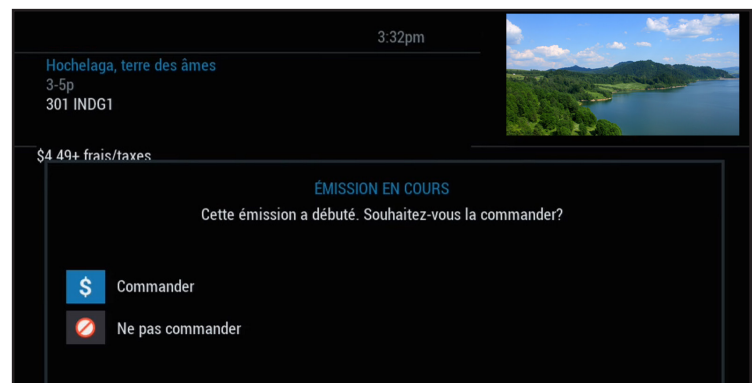 3:32pm
Hochelaga, terre des âmes
3-5p
301 INDG1
$4.49+ frais/taxes
ÉMISSION EN COURS
Cette émission a débuté. Souhaitez-vous la commander?
$ Commander
Ne pas commander